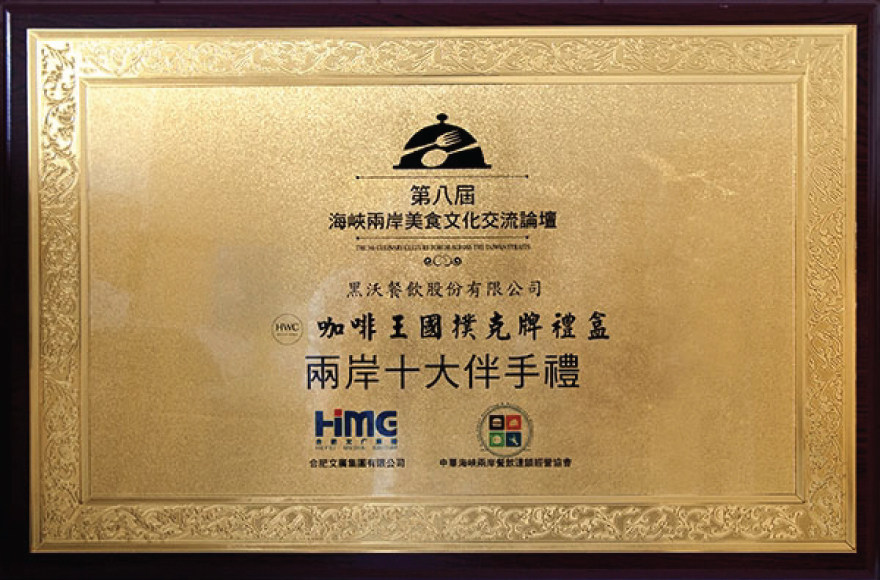 第八屆
海峽兩岸美食文化交流論壇
黑沃餐飲股份有限公司
HWC 咖啡王國撲克牌禮盒
兩岸十大伴手禮
HMG
合肥文廣集團有限公司
中華海峽兩岸餐飲連鎖經營協會